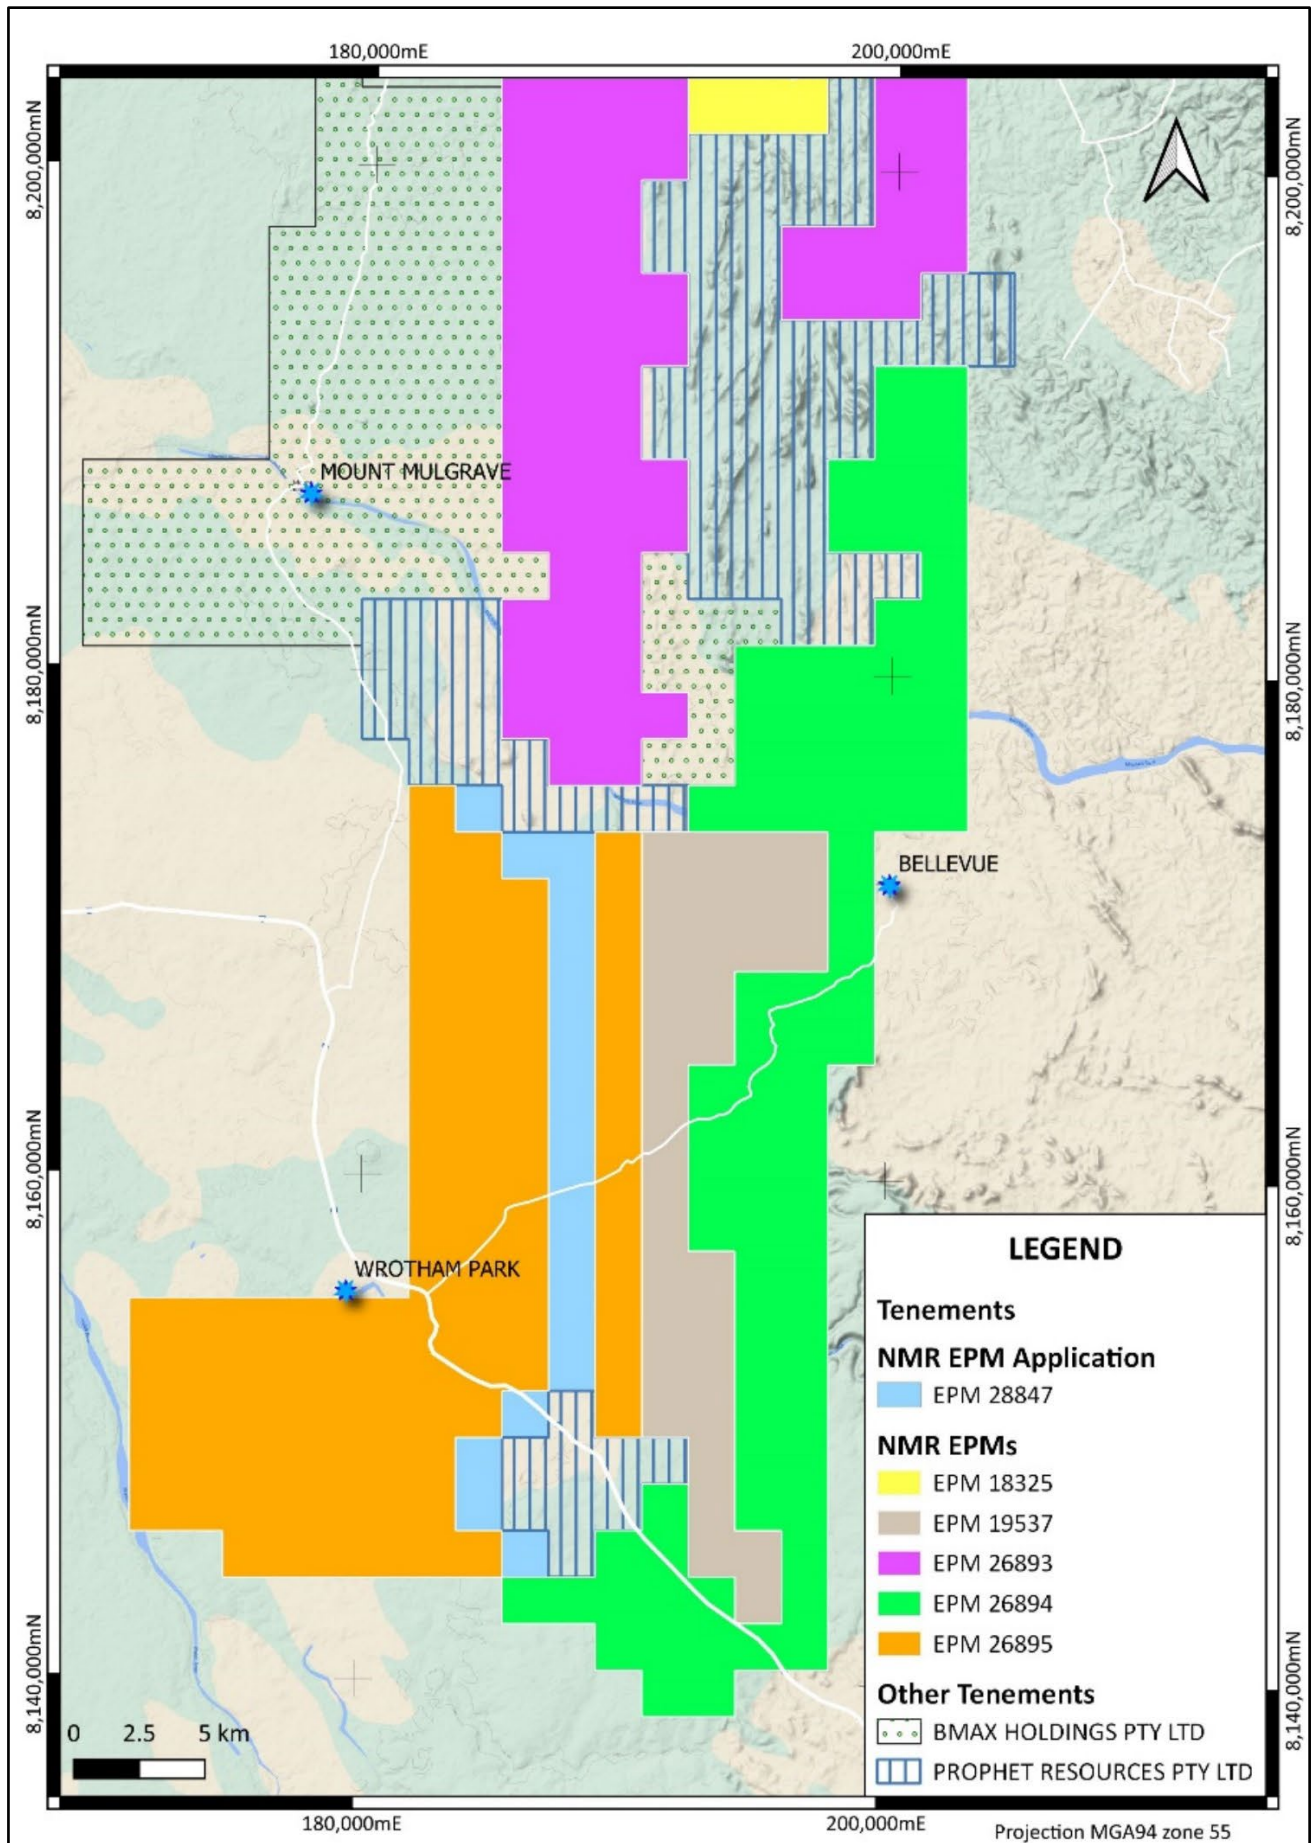 180,000mE
200,000mE
8,200,000mN
8,200,000mN
MOUNT MULGRAVE
8,180,000mN
8,180,000mN
BELLEVUE
8,160,000mN
8,160,000mN
WROTHAM PARK
LEGEND
Tenements
NMR EPM Application
EPM 28847
NMR EPMs
EPM 18325
EPM 19537
EPM 26893
EPM 26894
EPM 26895
Other Tenements
BMAX HOLDINGS PTY LTD
PROPHET RESOURCES PTY LTD
8,140,000mN
8,140,000mN
0 2.5 5 km
180,000mE
200,000mE
Projection MGA94 zone 55